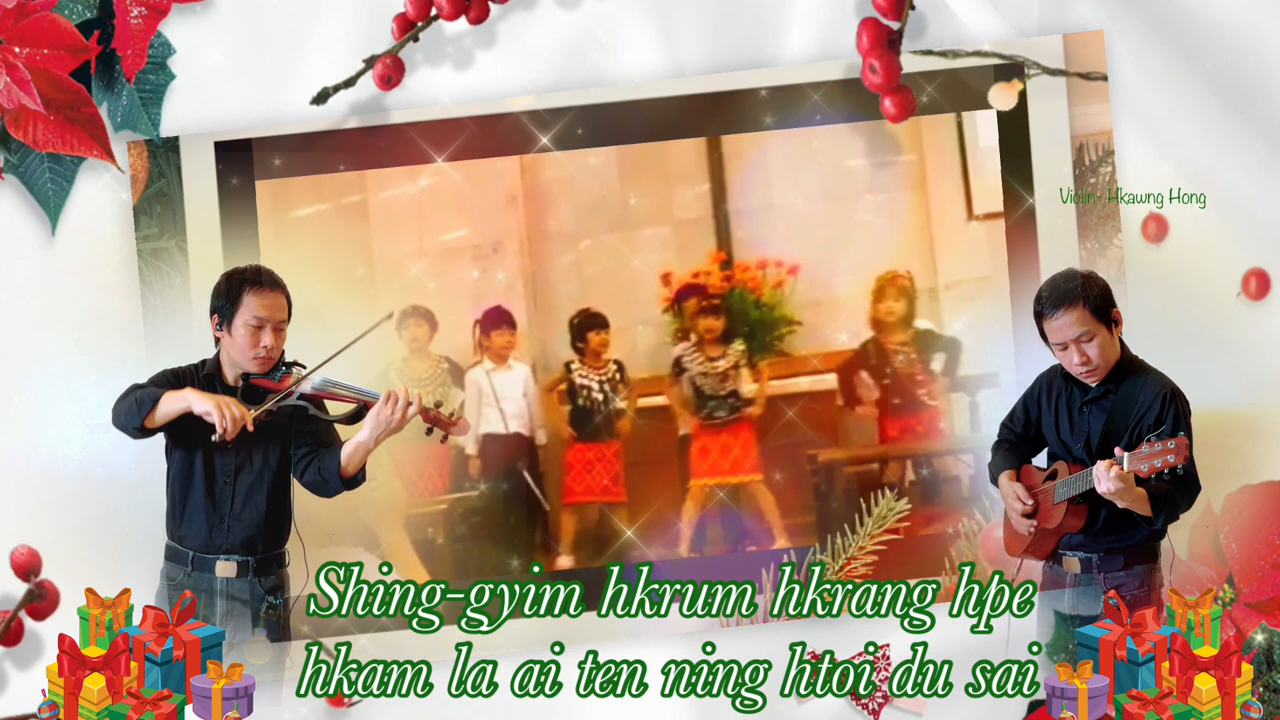 Violin- Hkawng Hong
Shing-gyim hkrum hkrang hpe
hkam la ai ten ning htoi du sai